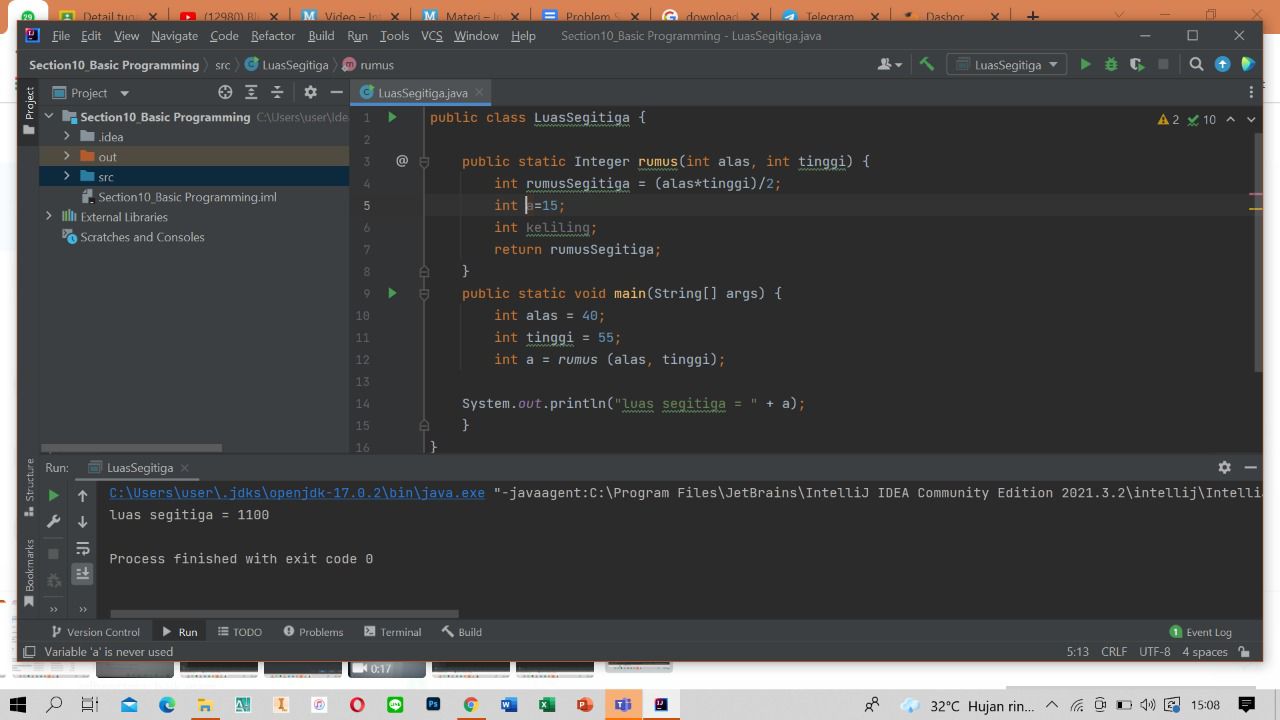 29 Detail tugas (12980) B Video – In Materi – In Problem S download Telegram Dasbor
File Edit View Navigate Code Refactor Build Run Tools VCS Window Help Section10_Basic Programming - LuasSegitiga.java
Section10_Basic Programming src LuasSegitiga rumus LuasSegitiga
Project LuasSegitiga.java
Project
Section10_Basic Programming C:\Users\user\Ide
.idea
out
src
Section10_Basic Programming.iml
External Libraries
Scratches and Consoles
2 10
1 public class LuasSegitiga {
2
3 @ public static Integer rumus(int alas, int tinggi) {
4 int rumusSegitiga = (alas*tinggi)/2;
5 int a=15;
6 int keliling;
7 return rumusSegitiga;
8 }
9 public static void main(String[] args) {
10 int alas = 40;
11 int tinggi = 55;
12 int a = rumus (alas, tinggi);
13
14 System.out.println("luas segitiga = " + a);
15 }
16 }
Run: LuasSegitiga
Structure
Bookmarks
C:\Users\user\.jdks\openjdk-17.0.2\bin\java.exe "-javaagent:C:\Program Files\JetBrains\IntelliJ IDEA Community Edition 2021.3.2\intellij\Intelli
luas segitiga = 1100
Process finished with exit code 0
Version Control Run TODO Problems Terminal Build 1 Event Log
Variable 'a' is never used 5:13 CRLF UTF-8 4 spaces
0:17
32°C Hujan rin... 15:08